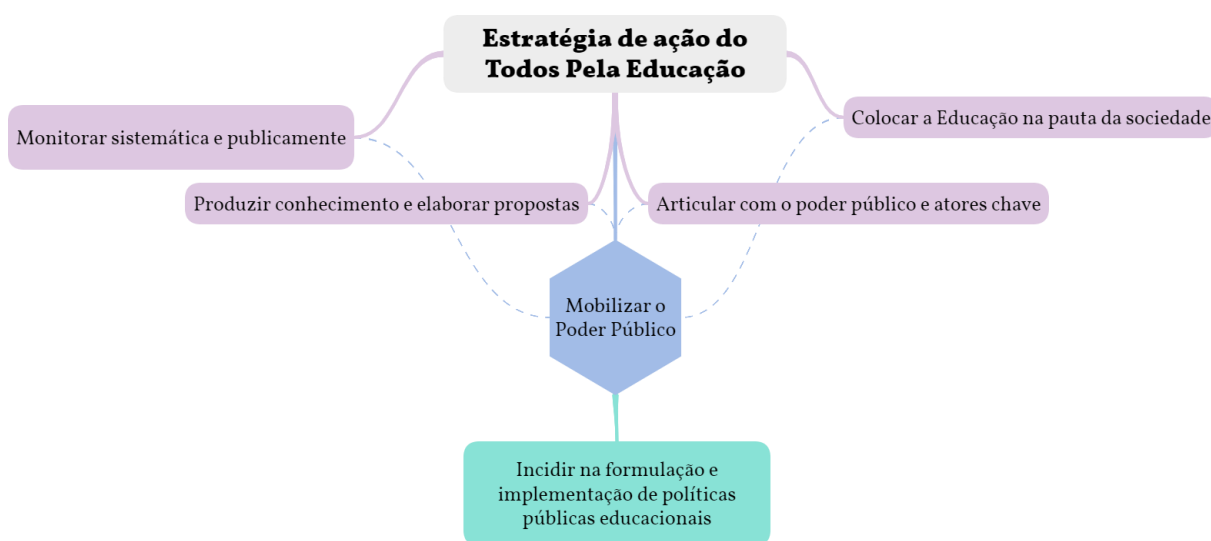 Estratégia de ação do
Todos Pela Educação
Monitorar sistemática e publicamente
Colocar a Educação na pauta da sociedade
Produzir conhecimento e elaborar propostas
Articular com o poder público e atores chave
Mobilizar o
Poder Público
Incidir na formulação e
implementação de políticas
públicas educacionais